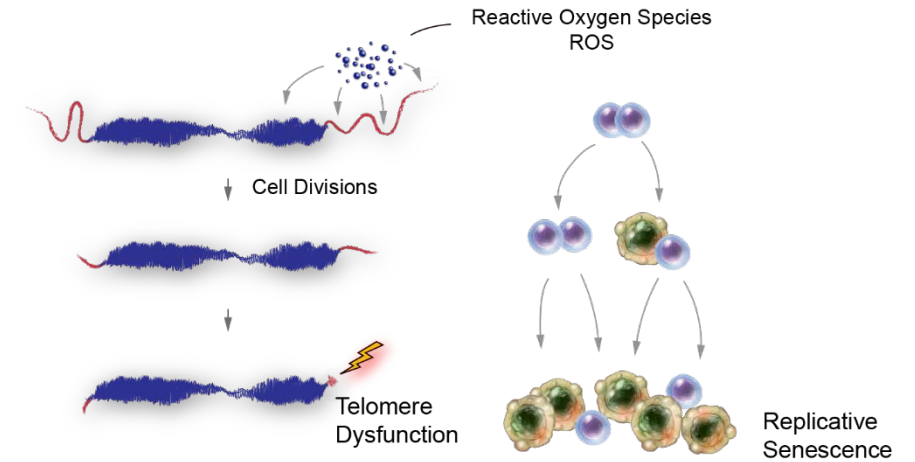 Reactive Oxygen Species
ROS
Cell Divisions
Telomere
Dysfunction
Replicative
Senescence